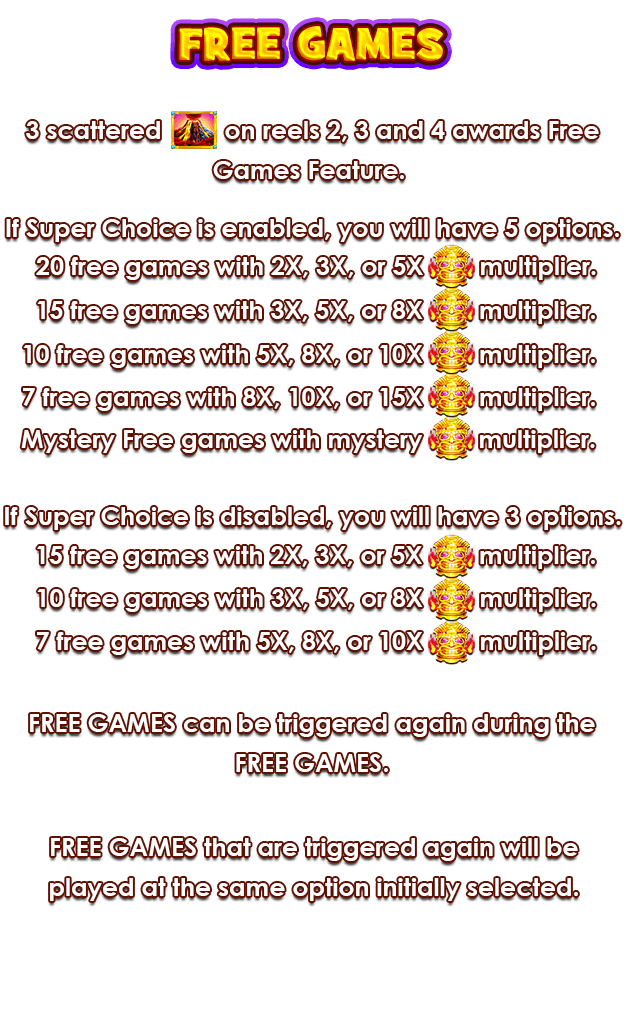 FREE GAMES
3 scattered on reels 2, 3 and 4 awards Free
Games Feature.
If Super Choice is enabled, you will have 5 options.
20 free games with 2X, 3X, or 5X multiplier.
15 free games with 3X, 5X, or 8X multiplier.
10 free games with 5X, 8X, or 10X multiplier.
7 free games with 8X, 10X, or 15X multiplier.
Mystery Free games with mystery multiplier.
If Super Choice is disabled, you will have 3 options.
15 free games with 2X, 3X, or 5X multiplier.
10 free games with 3X, 5X, or 8X multiplier.
7 free games with 5X, 8X, or 10X multiplier.
FREE GAMES can be triggered again during the
FREE GAMES.
FREE GAMES that are triggered again will be
played at the same option initially selected.